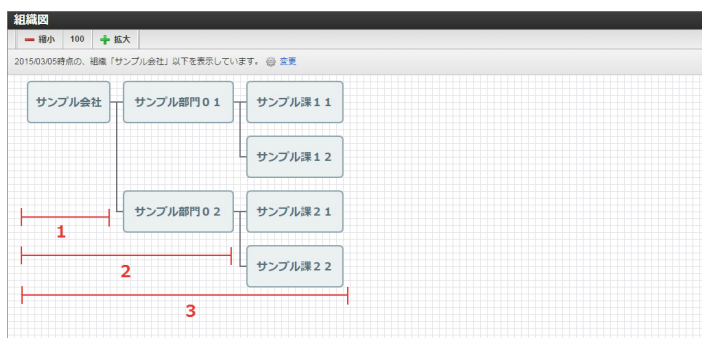 組織図
縮小 100 拡大
2015/03/05時点の、組織「サンプル会社」以下を表示しています。 変更
サンプル会社 サンプル部門01 サンプル課11
サンプル課12
サンプル部門02 サンプル課21
1
サンプル課22
2
3